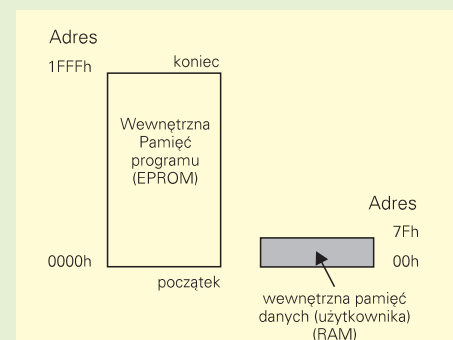 Adres
1FFFh
koniec
Wewnętrzna
Pamięć
programu
(EPROM)
0000h
początek
Adres
7Fh
00h
wewnętrzna pamięć
danych (użytkownika)
(RAM)